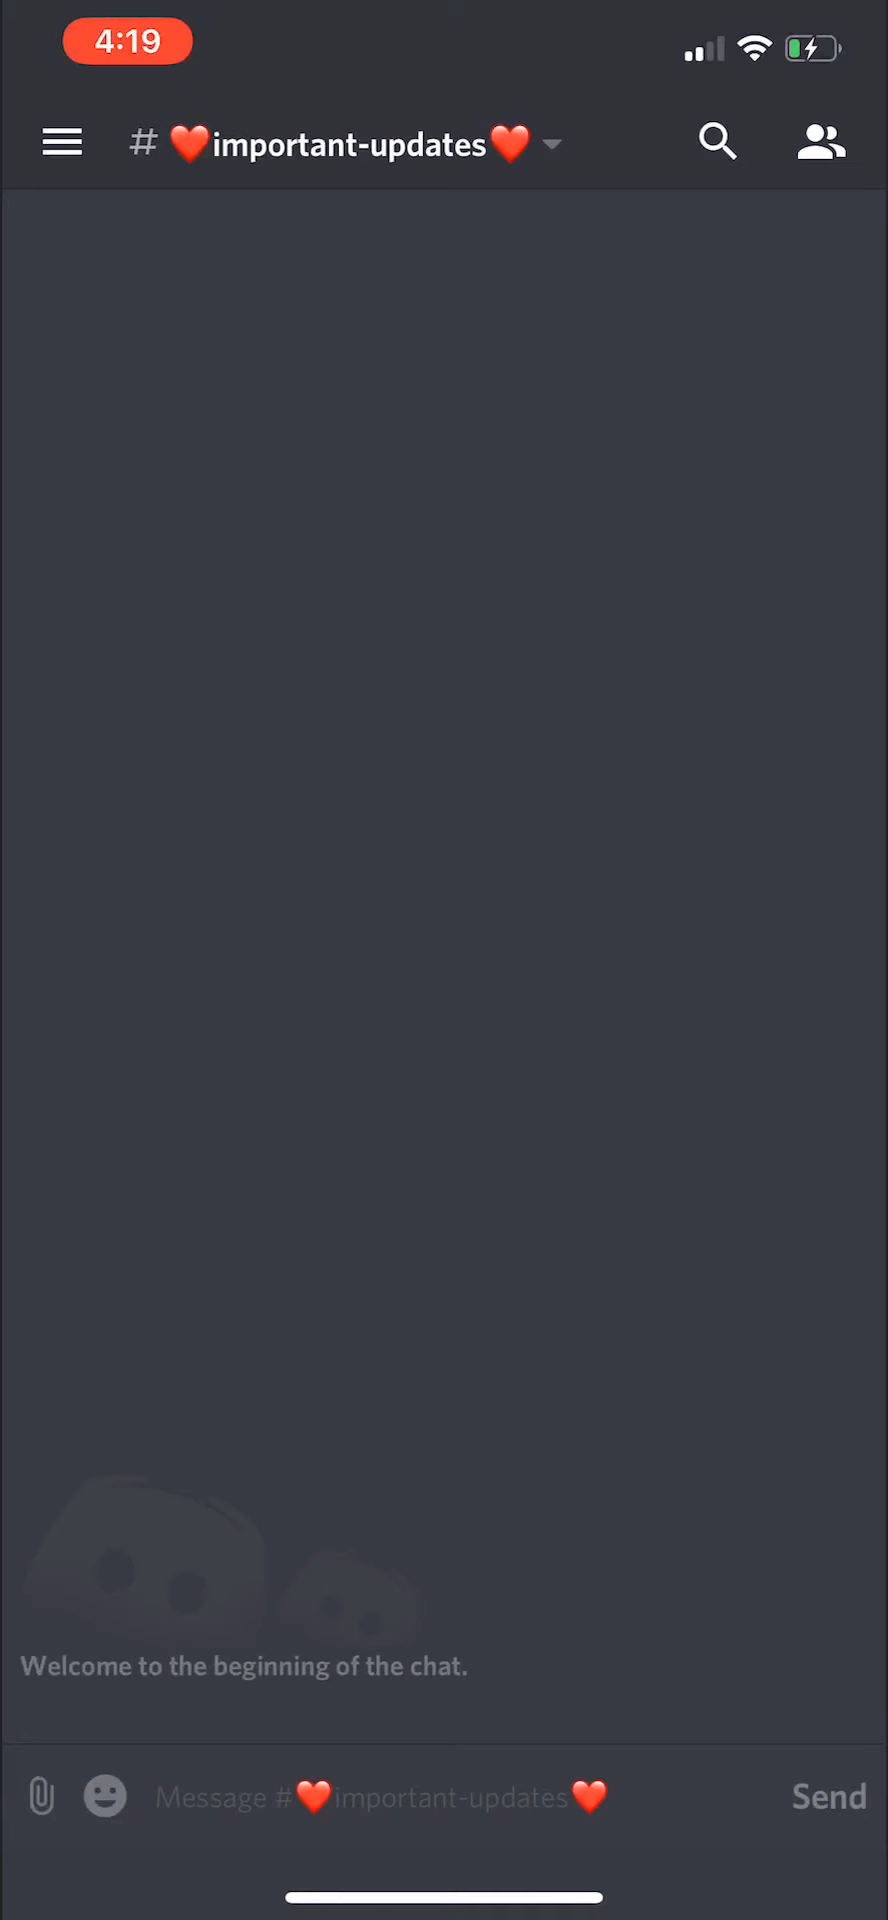 4:19
# ❤️important-updates❤️
Welcome to the beginning of the chat.
Message #❤️important-updates❤️ Send